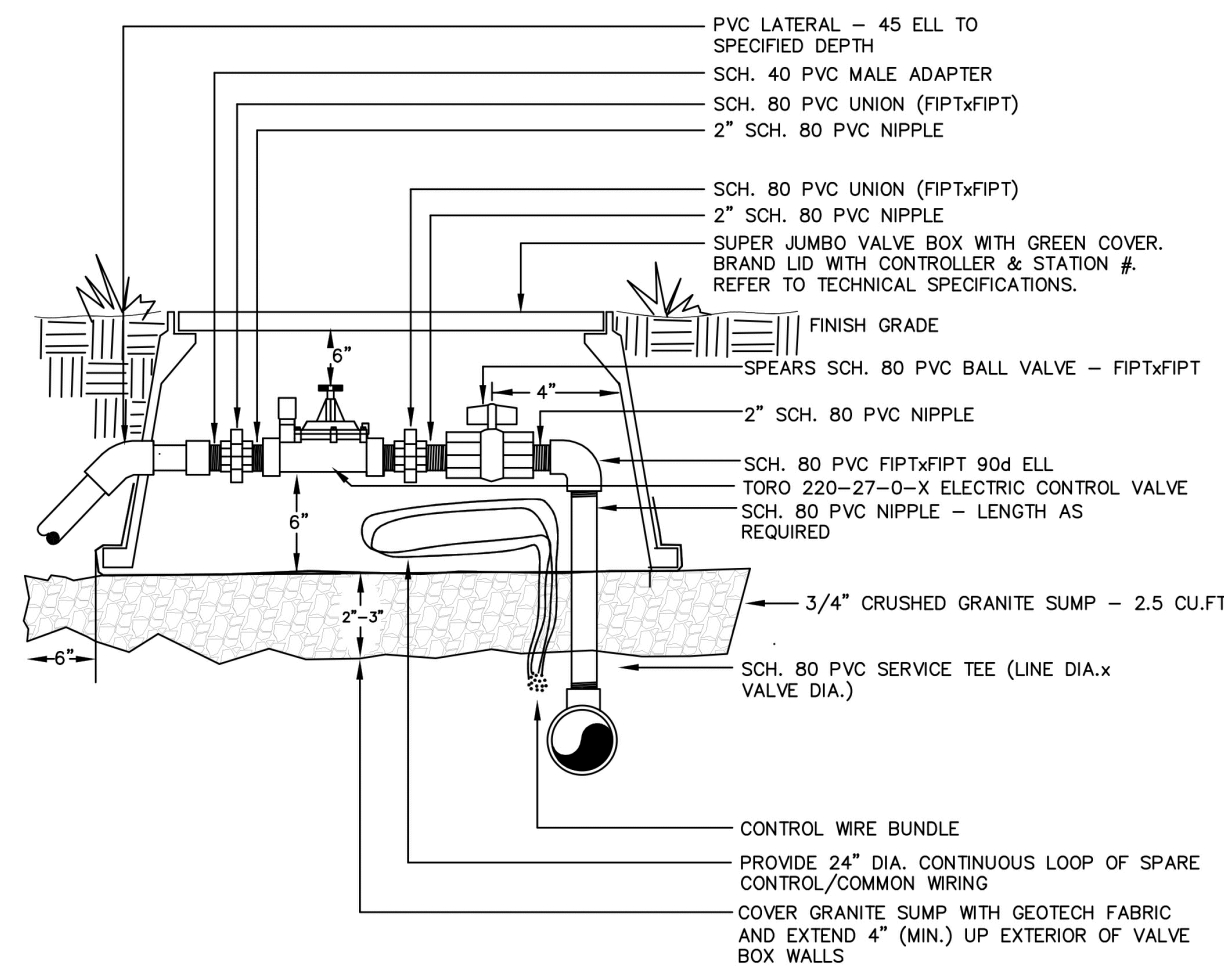 PVC LATERAL – 45 ELL TO
SPECIFIED DEPTH
SCH. 40 PVC MALE ADAPTER
SCH. 80 PVC UNION (FIPTxFIPT)
2" SCH. 80 PVC NIPPLE
SCH. 80 PVC UNION (FIPTxFIPT)
2" SCH. 80 PVC NIPPLE
SUPER JUMBO VALVE BOX WITH GREEN COVER.
BRAND LID WITH CONTROLLER & STATION #.
REFER TO TECHNICAL SPECIFICATIONS.
FINISH GRADE
6"
SPEARS SCH. 80 PVC BALL VALVE – FIPTxFIPT
4"
2" SCH. 80 PVC NIPPLE
SCH. 80 PVC FIPTxFIPT 90d ELL
TORO 220–27–0–X ELECTRIC CONTROL VALVE
SCH. 80 PVC NIPPLE – LENGTH AS
REQUIRED
6"
3/4" CRUSHED GRANITE SUMP – 2.5 CU.FT
2"–3"
6"
SCH. 80 PVC SERVICE TEE (LINE DIA.x
VALVE DIA.)
CONTROL WIRE BUNDLE
PROVIDE 24" DIA. CONTINUOUS LOOP OF SPARE
CONTROL/COMMON WIRING
COVER GRANITE SUMP WITH GEOTECH FABRIC
AND EXTEND 4" (MIN.) UP EXTERIOR OF VALVE
BOX WALLS